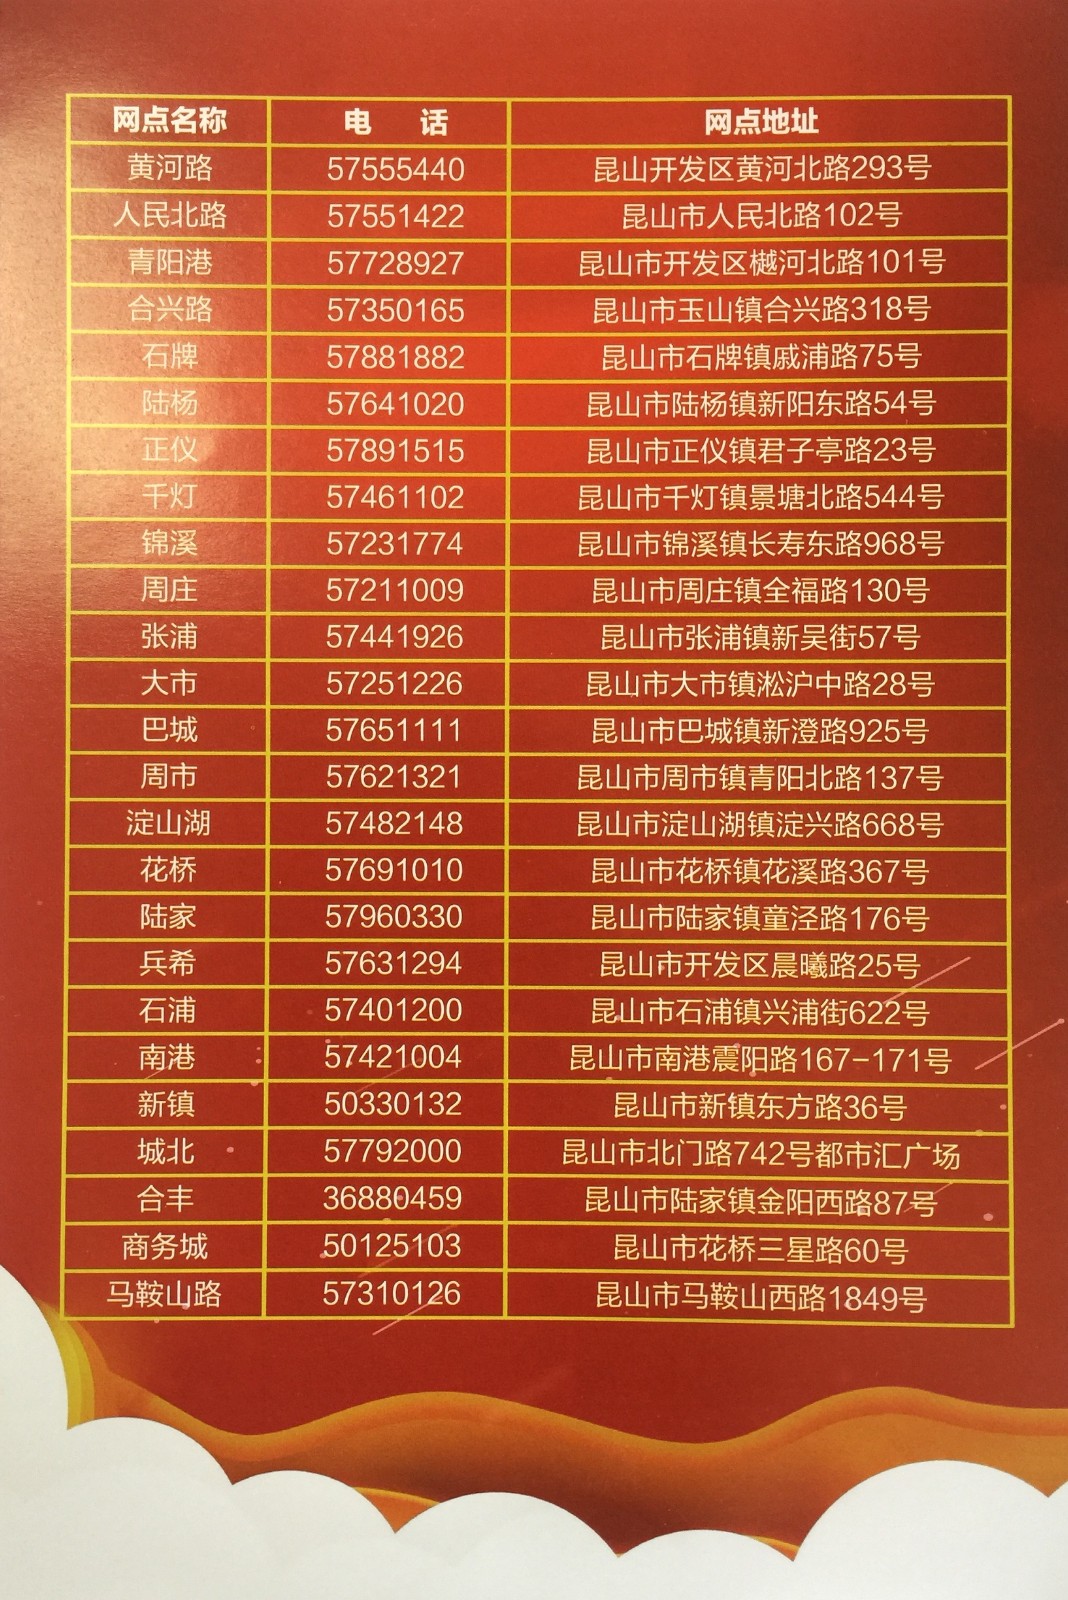 网点名称 电 话 网点地址
黄河路 57555440 昆山开发区黄河北路293号
人民北路 57551422 昆山市人民北路102号
青阳港 57728927 昆山市开发区樾河北路101号
合兴路 57350165 昆山市玉山镇合兴路318号
石牌 57881882 昆山市石牌镇戚浦路75号
陆杨 57641020 昆山市陆杨镇新阳东路54号
正仪 57891515 昆山市正仪镇君子亭路23号
千灯 57461102 昆山市千灯镇景塘北路544号
锦溪 57231774 昆山市锦溪镇长寿东路968号
周庄 57211009 昆山市周庄镇全福路130号
张浦 57441926 昆山市张浦镇新吴街57号
大市 57251226 昆山市大市镇淞沪中路28号
巴城 57651111 昆山市巴城镇新澄路925号
周市 57621321 昆山市周市镇青阳北路137号
淀山湖 57482148 昆山市淀山湖镇淀兴路668号
花桥 57691010 昆山市花桥镇花溪路367号
陆家 57960330 昆山市陆家镇童泾路176号
兵希 57631294 昆山市开发区晨曦路25号
石浦 57401200 昆山市石浦镇兴浦街622号
南港 57421004 昆山市南港震阳路167-171号
新镇 50330132 昆山市新镇东方路36号
城北 57792000 昆山市北门路742号都市汇广场
合丰 36880459 昆山市陆家镇金阳西路87号
商务城 50125103 昆山市花桥三星路60号
马鞍山路 57310126 昆山市马鞍山西路1849号